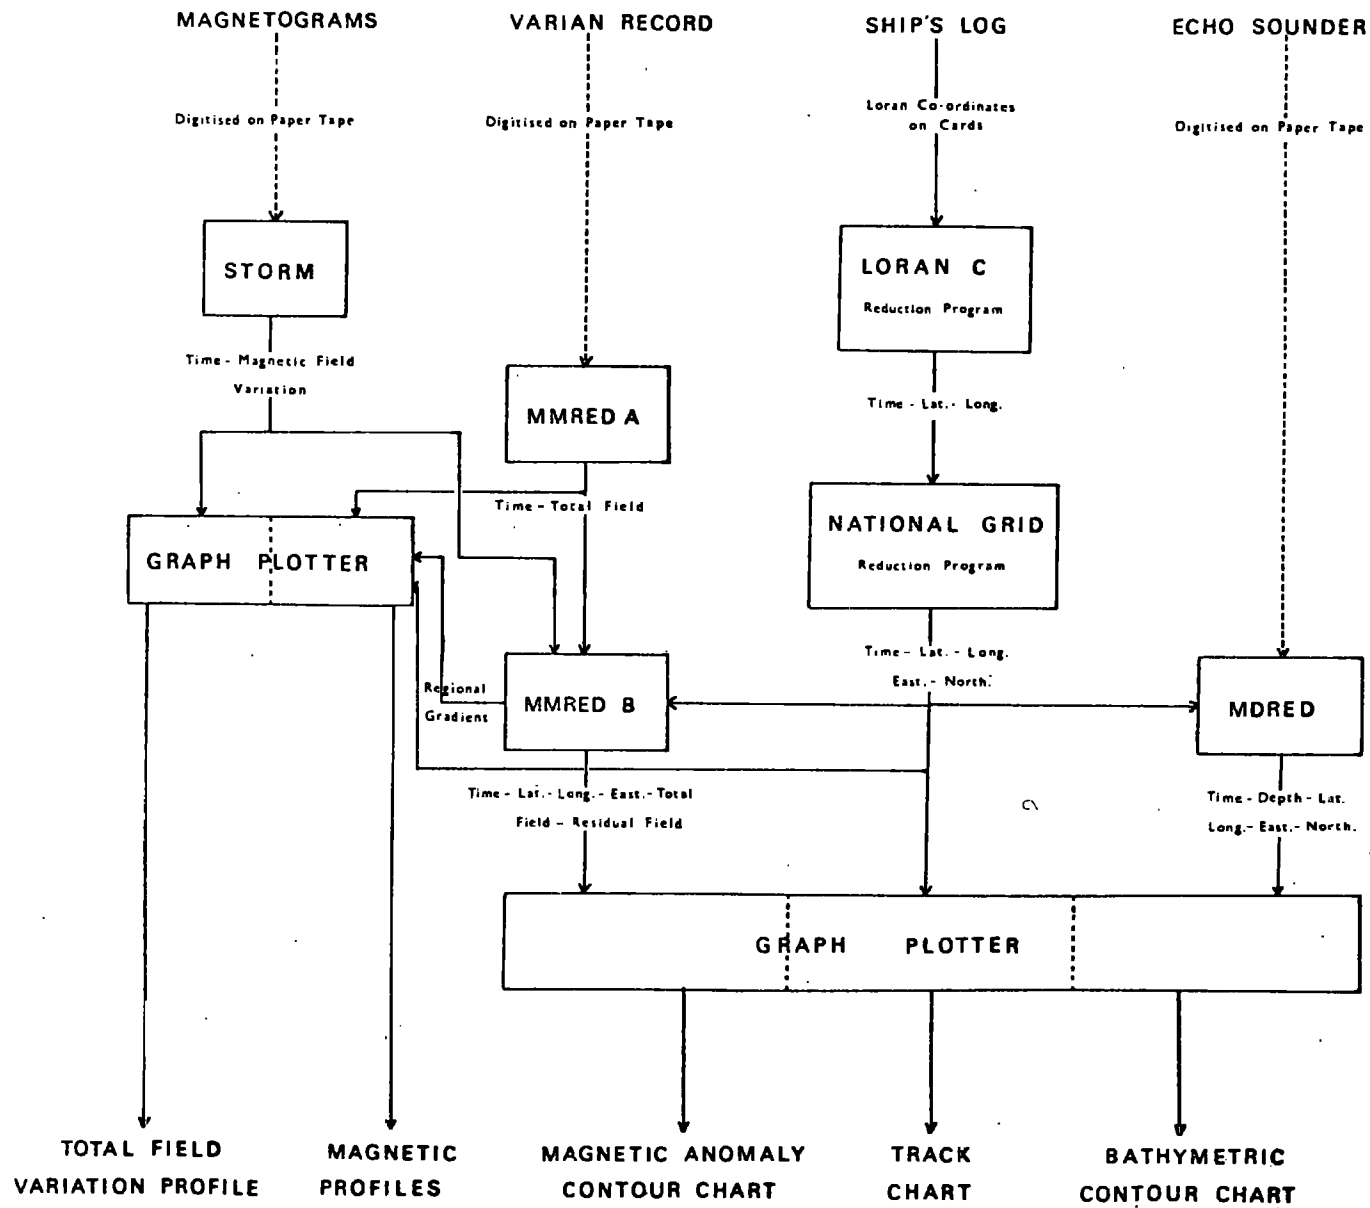 MAGNETOGRAMS
VARIAN RECORD
SHIP'S LOG
ECHO SOUNDER
Digitised on Paper Tape
Digitised on Paper Tape
Loran Co-ordinates
on Cards
Digitised on Paper Tape
STORM
LORAN C
Reduction Program
Time - Magnetic Field
Variation
MMRED A
Time - Lat. - Long.
Time - Total Field
NATIONAL GRID
Reduction Program
GRAPH PLOTTER
Time - Lat. - Long.
East. - North.
Regional
Gradient
MMRED B
MDRED
Time - Lat. - Long. - East. - Total
Field - Residual Field
Time - Depth - Lat.
Long. - East. - North.
GRAPH PLOTTER
TOTAL FIELD
VARIATION PROFILE
MAGNETIC
PROFILES
MAGNETIC ANOMALY
CONTOUR CHART
TRACK
CHART
BATHYMETRIC
CONTOUR CHART